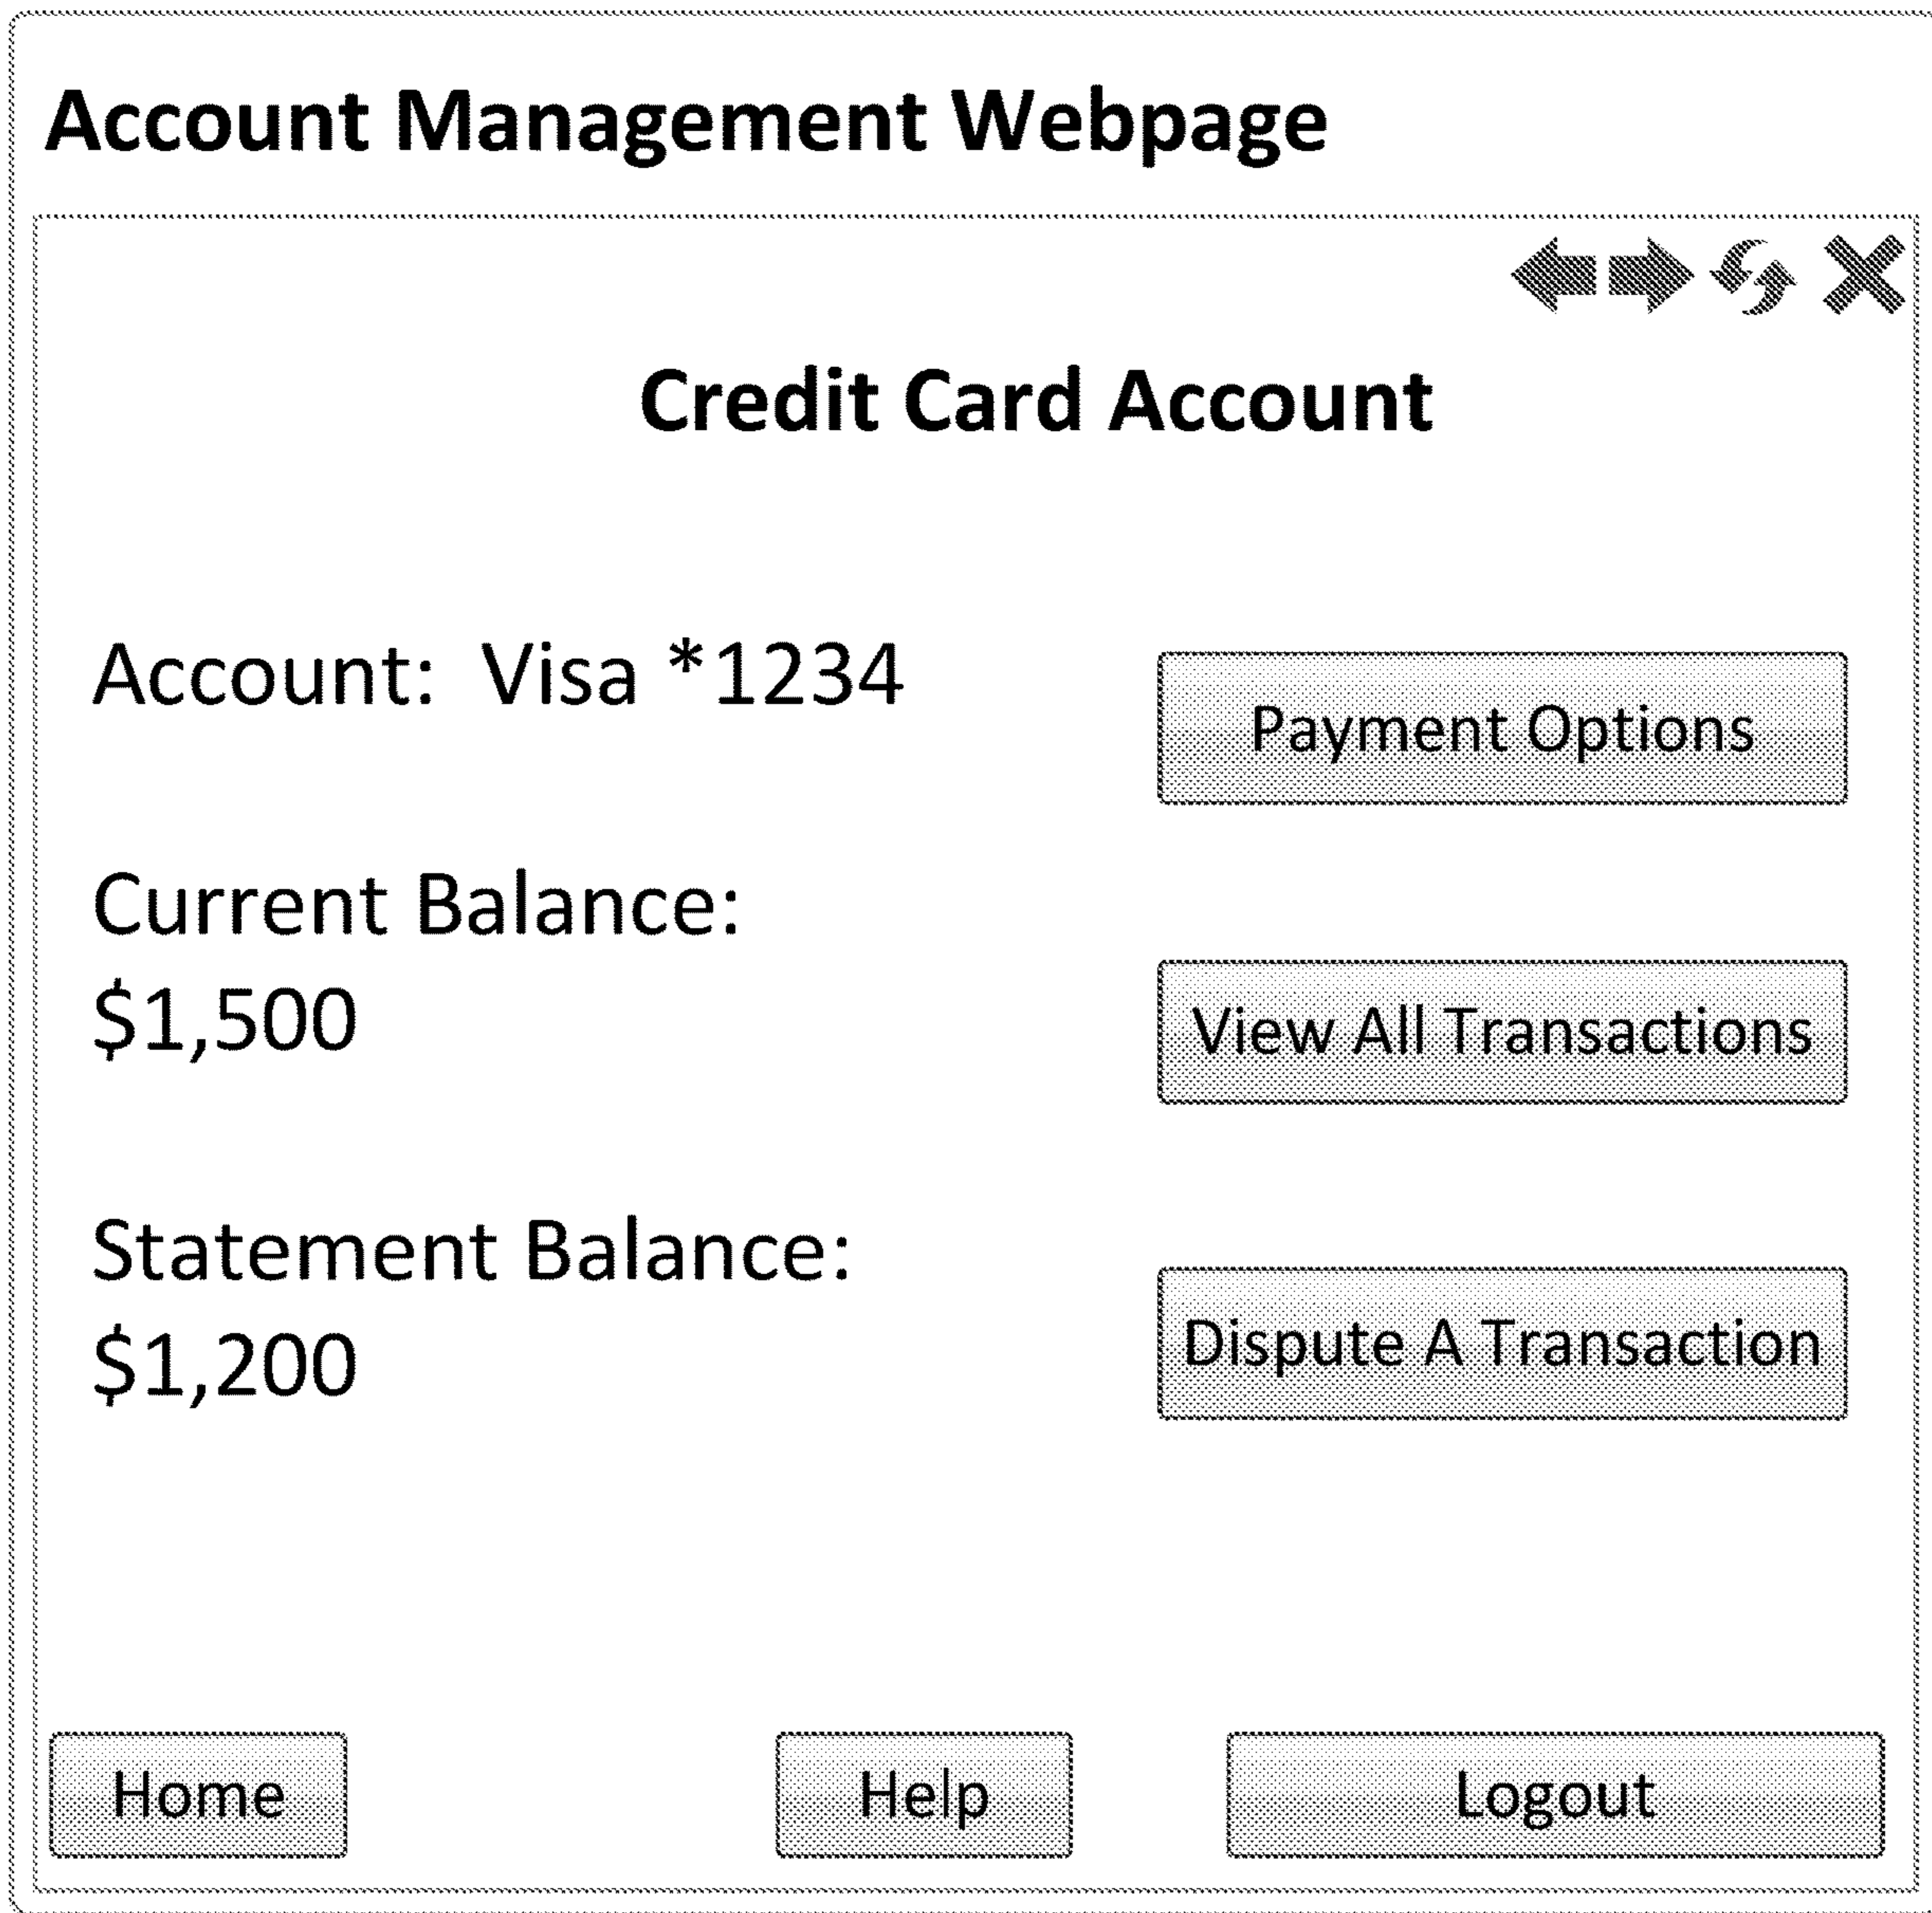 Account Management Webpage
Credit Card Account
Account:  Visa *1234
Payment Options
Current Balance:
$1,500
View All Transactions
Statement Balance:
$1,200
Dispute A Transaction
Home
Help
Logout